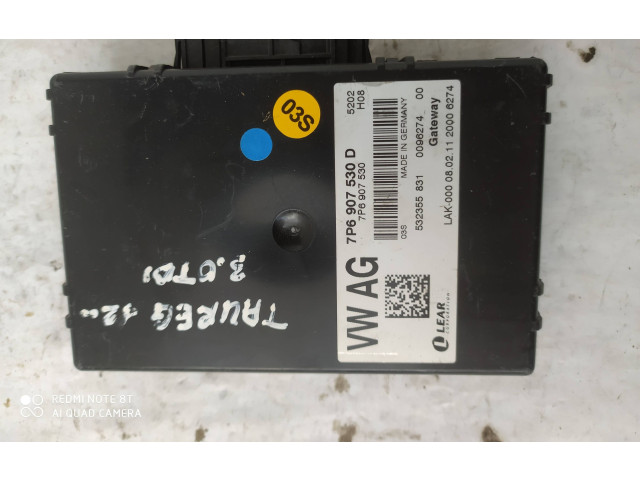 03S
VW AG
7P6 907 530 D
7P6 907 530
5202
H08
MADE IN GERMANY
03S
532355 831 0096274 00
Gateway
LAK-000 08.02.11 2000 6274
LEAR
CORPORATION
TAUREG 12
3.0TDI
REDMI NOTE 8T
AI QUAD CAMERA